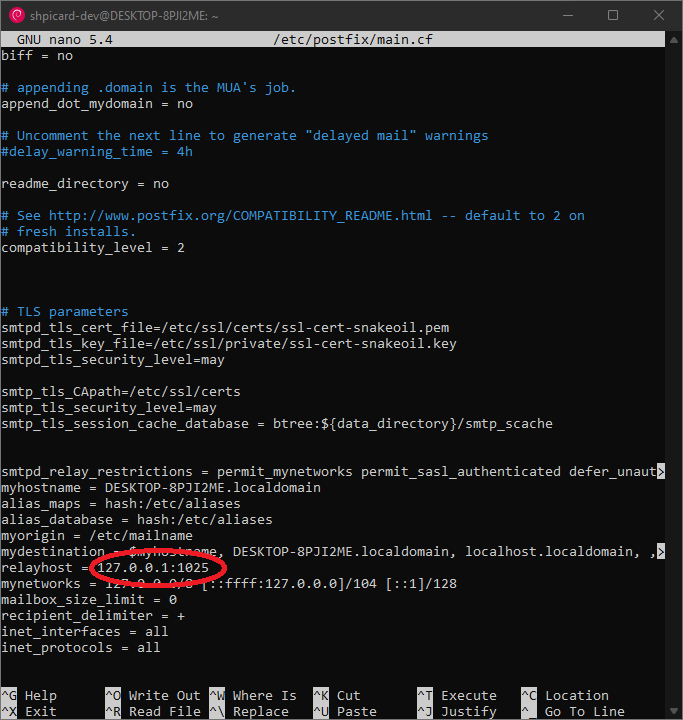 shpicard-dev@DESKTOP-8PJI2ME: ~
GNU nano 5.4 /etc/postfix/main.cf
biff = no
# appending .domain is the MUA's job.
append_dot_mydomain = no
# Uncomment the next line to generate "delayed mail" warnings
#delay_warning_time = 4h
readme_directory = no
# See http://www.postfix.org/COMPATIBILITY_README.html -- default to 2 on
# fresh installs.
compatibility_level = 2
# TLS parameters
smtpd_tls_cert_file=/etc/ssl/certs/ssl-cert-snakeoil.pem
smtpd_tls_key_file=/etc/ssl/private/ssl-cert-snakeoil.key
smtpd_tls_security_level=may
smtp_tls_CApath=/etc/ssl/certs
smtp_tls_security_level=may
smtp_tls_session_cache_database = btree:${data_directory}/smtp_scache
smtpd_relay_restrictions = permit_mynetworks permit_sasl_authenticated defer_unaut>
myhostname = DESKTOP-8PJI2ME.localdomain
alias_maps = hash:/etc/aliases
alias_database = hash:/etc/aliases
myorigin = /etc/mailname
mydestination = $myhostname, DESKTOP-8PJI2ME.localdomain, localhost.localdomain, ,>
relayhost = 127.0.0.1:1025
mynetworks = 127.0.0.0/8 [::ffff:127.0.0.0]/104 [::1]/128
mailbox_size_limit = 0
recipient_delimiter = +
inet_interfaces = all
inet_protocols = all
^G Help ^O Write Out ^W Where Is ^K Cut ^T Execute ^C Location
^X Exit ^R Read File ^\ Replace ^U Paste ^J Justify ^_ Go To Line